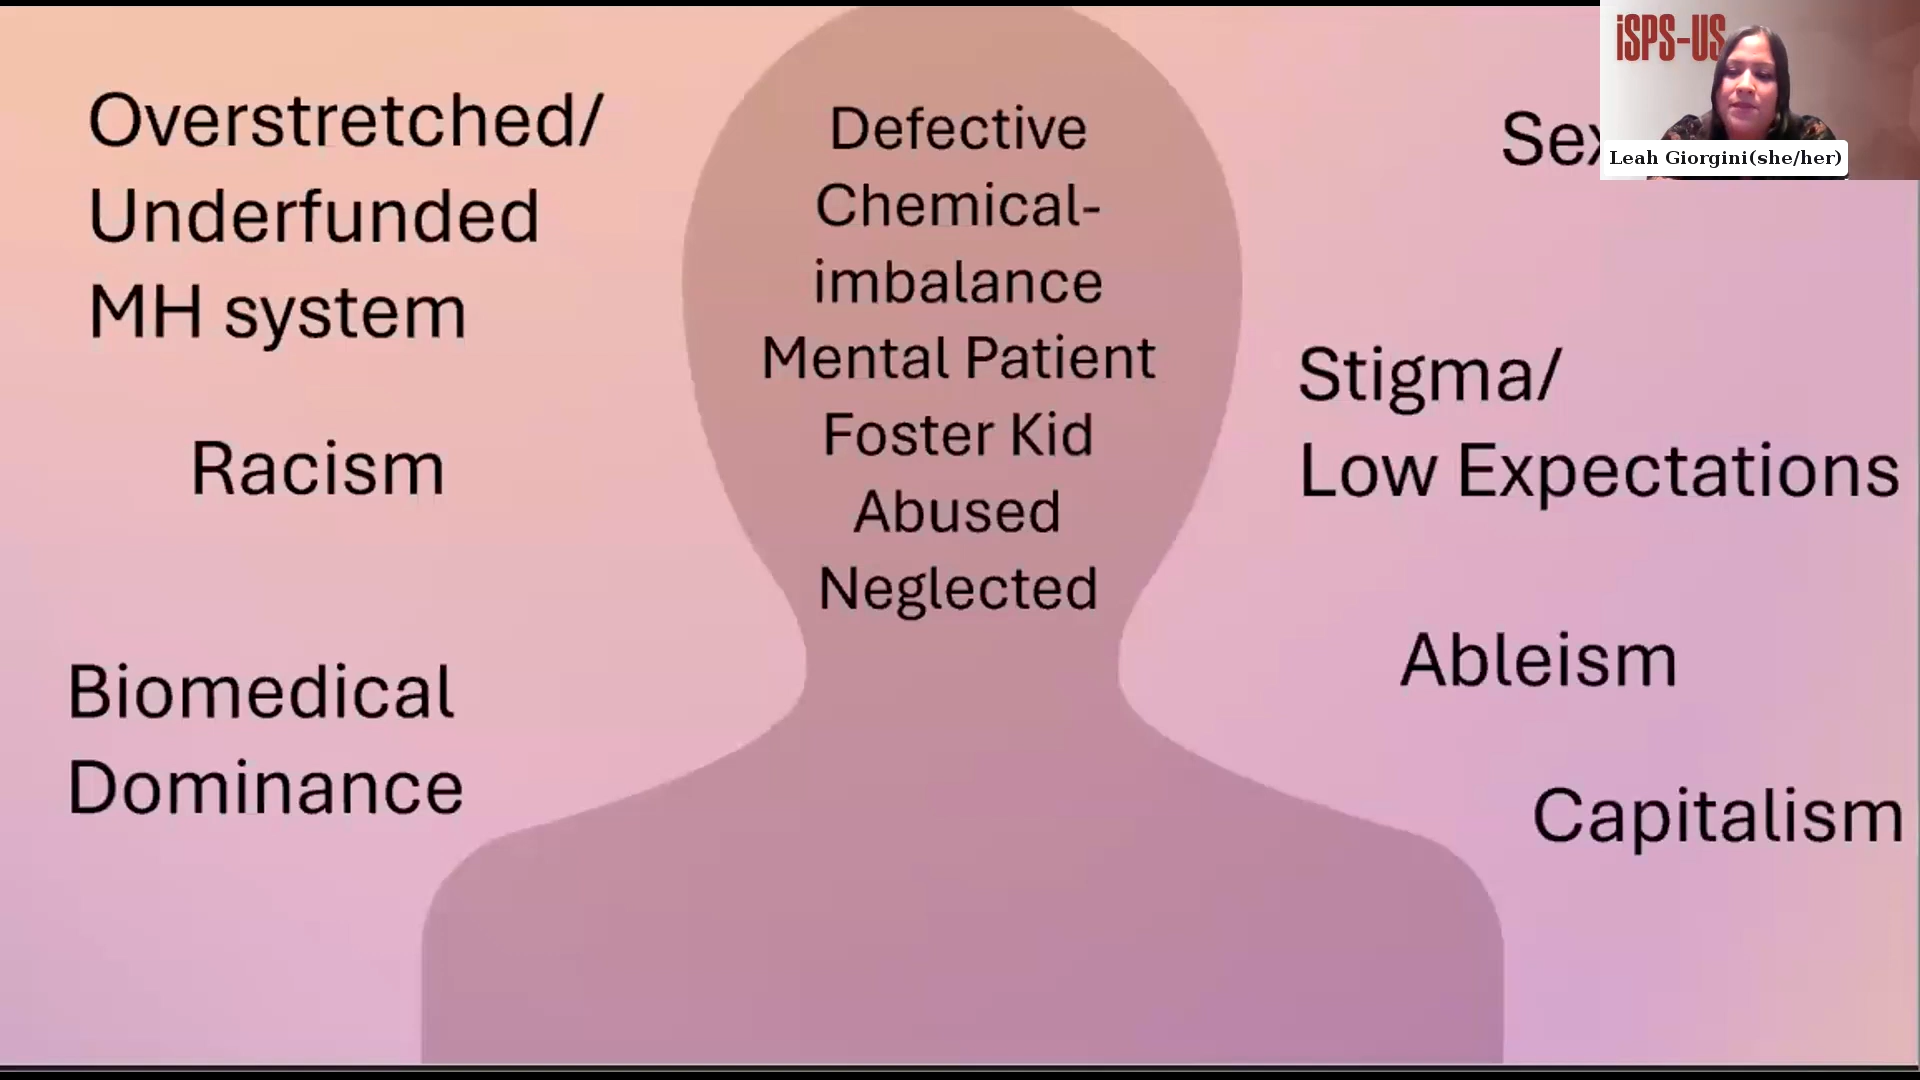 Overstretched/
Underfunded
MH system
Racism
Biomedical
Dominance
Defective
Chemical-
imbalance
Mental Patient
Foster Kid
Abused
Neglected
iSPS-US
Leah Giorgini(she/her)
Stigma/
Low Expectations
Ableism
Capitalism